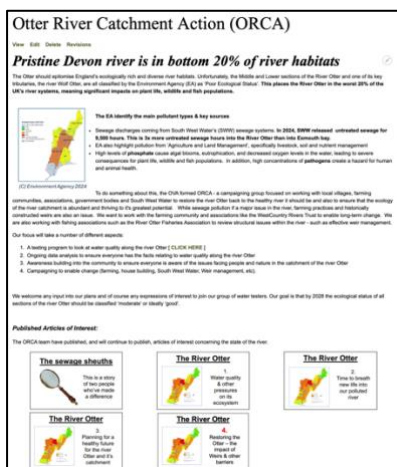 Otter River Catchment Action (ORCA)
View Edit Delete Revisions
Pristine Devon river is in bottom 20% of river habitats
The Otter should epitomise England's ecologically rich and diverse river habitats. Unfortunately, the Middle and Lower sections of the River Otter and one of its key
tributaries, the river Wolf Otter, are all classified by the Environment Agency (EA) as 'Poor Ecological Status'. This places the River Otter in the worst 20% of the
UK's river systems, meaning significant impacts on plant life, wildlife and fish populations.
The EA identify the main pollutant types & key sources
Sewage discharges coming from South West Water's (SWW) sewage systems. In 2024, SWW released untreated sewage for
hours. This is 3x more untreated sewage hours into the River Otter than into Exmouth bay.
EA also highlight pollution from 'Agriculture and Land Management', specifically livestock, soil and nutrient management
High levels of phosphate cause algal blooms, eutrophication, and decreased oxygen levels in the water, leading to severe
consequences for plant life, wildlife and fish populations. In addition, high concentrations of pathogens create a hazard for human
and animal health.
(C) Environment Agency 2024
To do something about this, the OVA formed ORCA - a campaigning group focused on working with local villages, farming
communities, associations, government bodies and South West Water to restore the river Otter back to the healthy river it should be and also to ensure that the ecology
of the river catchment is abundant and thriving to it's greatest potential. While sewage pollution is a major issue in the river, farming practices and historically
constructed weirs are also an issue. We want to work with the farming community and associations like the WestCountry Rivers Trust to enable long-term change. We
are also working with fishing associations such as the River Otter Fisheries Association to review structural issues within the river - such as effective weir management.
Our focus will take a number of different aspects:
1. A testing program to look at water quality along the river Otter [ CLICK HERE ]
2. Ongoing data analysis to ensure everyone has the facts relating to water quality along the river Otter
3. Awareness building into the community to ensure everyone is aware of the issues facing people and nature in the catchment of the river Otter
4. Campaigning to enable change (farming, house building, South West Water, Weir management, etc).
We welcome any input into our plans and of course any expressions of interest to join our group of water testers. Our goal is that by 2028 the ecological status of all
sections of the river Otter should be classified 'moderate' or ideally 'good'.
Published Articles of Interest:
The ORCA team have published, and will continue to publish, articles of interest concerning the state of the river.
The sewage sleuths
This is a story
of two people
who've made
a difference
The River Otter
1.
Water quality
& other
pressures
on its
ecosystem
The River Otter
2.
Time to breath
new life into
our polluted
river
The River Otter
3.
Planning for a
healthy future
for the river
Otter and it's
catchment
The River Otter
4.
Restoring the
Otter – the
impact of
Weirs & other
barriers